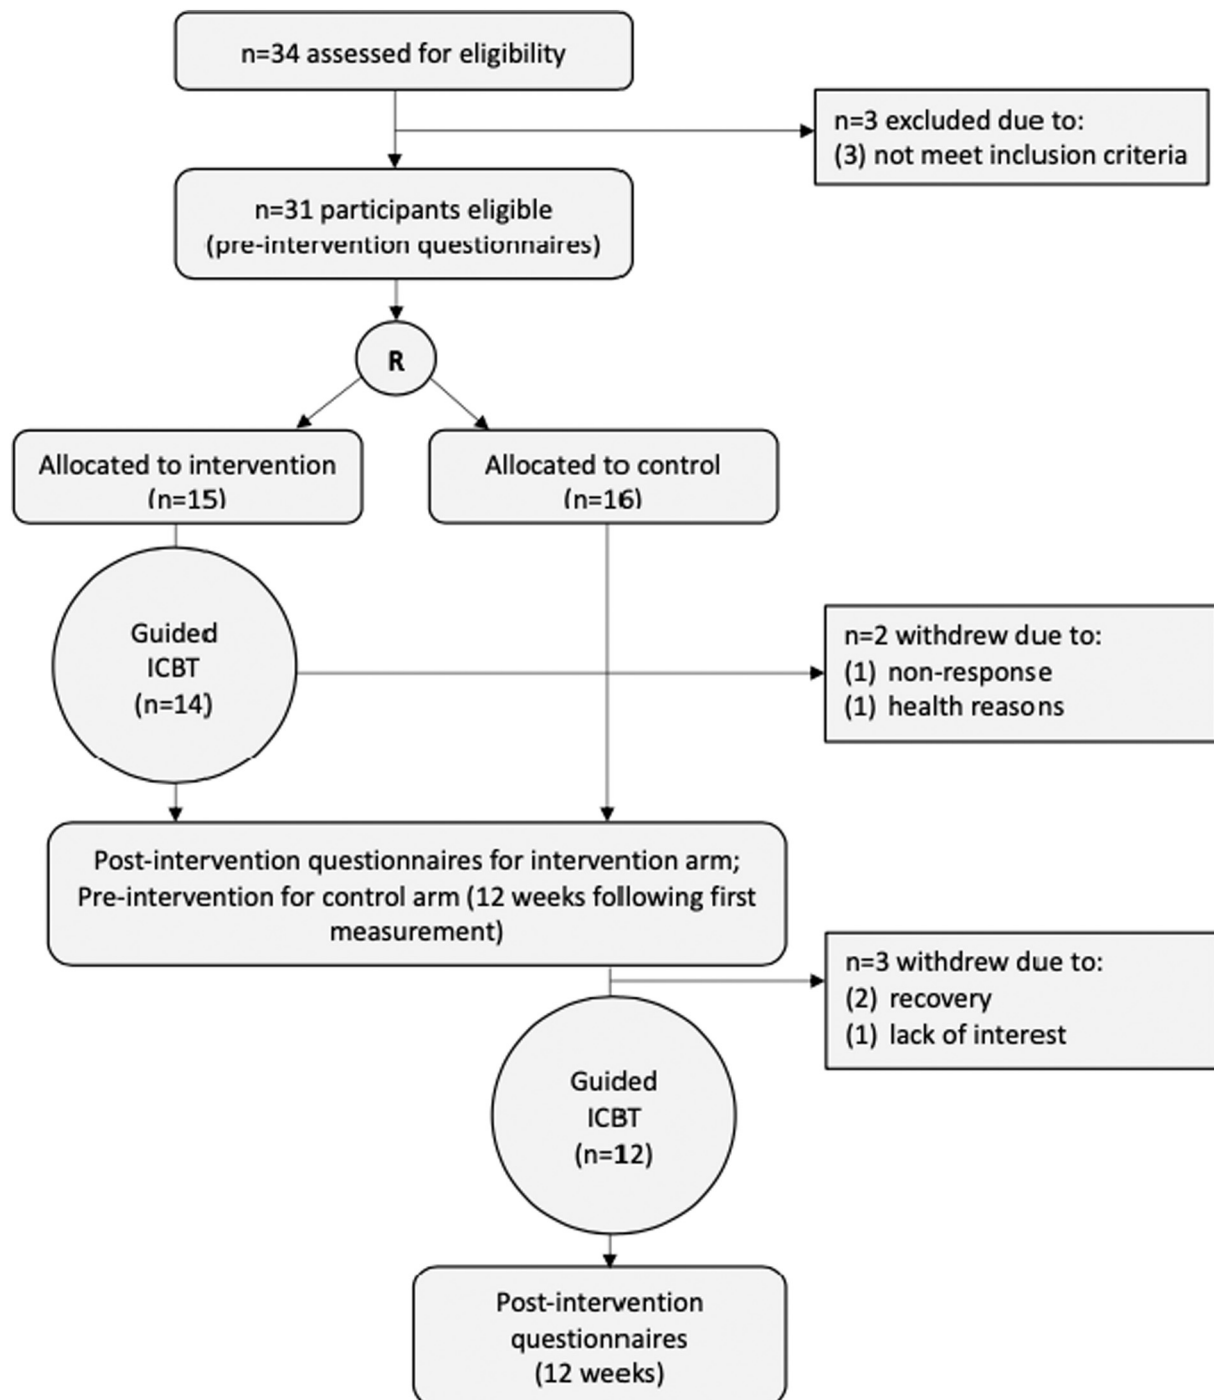 n=34 assessed for eligibility
n=3 excluded due to:
(3) not meet inclusion criteria
n=31 participants eligible
(pre-intervention questionnaires)
R
Allocated to intervention
(n=15)
Allocated to control
(n=16)
Guided
ICBT
(n=14)
n=2 withdrew due to:
(1) non-response
(1) health reasons
Post-intervention questionnaires for intervention arm;
Pre-intervention for control arm (12 weeks following first
measurement)
n=3 withdrew due to:
(2) recovery
(1) lack of interest
Guided
ICBT
(n=12)
Post-intervention
questionnaires
(12 weeks)